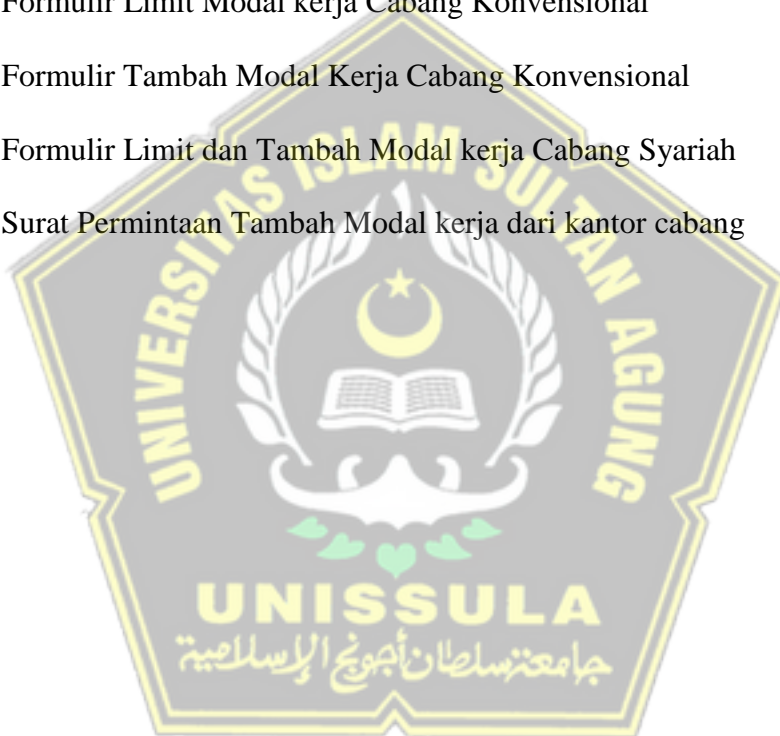 Formulir Limit Modal kerja Cabang Konvensional
Formulir Tambah Modal Kerja Cabang Konvensional
Formulir Limit dan Tambah Modal kerja Cabang Syariah
Surat Permintaan Tambah Modal kerja dari kantor cabang
UNIVERSITAS ISLAM SULTAN AGUNG
UNISSULA
جامعة سلطان أجونج الإسلامية